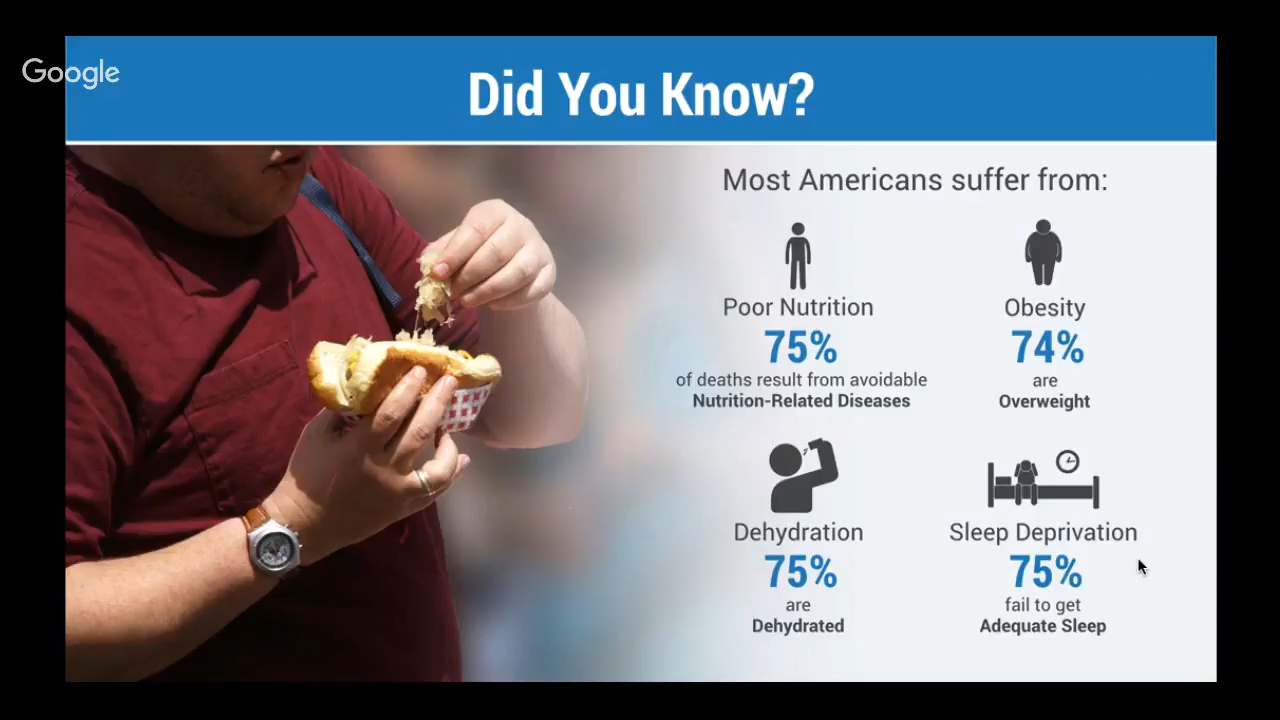 Google
Did You Know?
Most Americans suffer from:
Poor Nutrition
75%
of deaths result from avoidable
Nutrition-Related Diseases
Obesity
74%
are
Overweight
Dehydration
75%
are
Dehydrated
Sleep Deprivation
75%
fail to get
Adequate Sleep